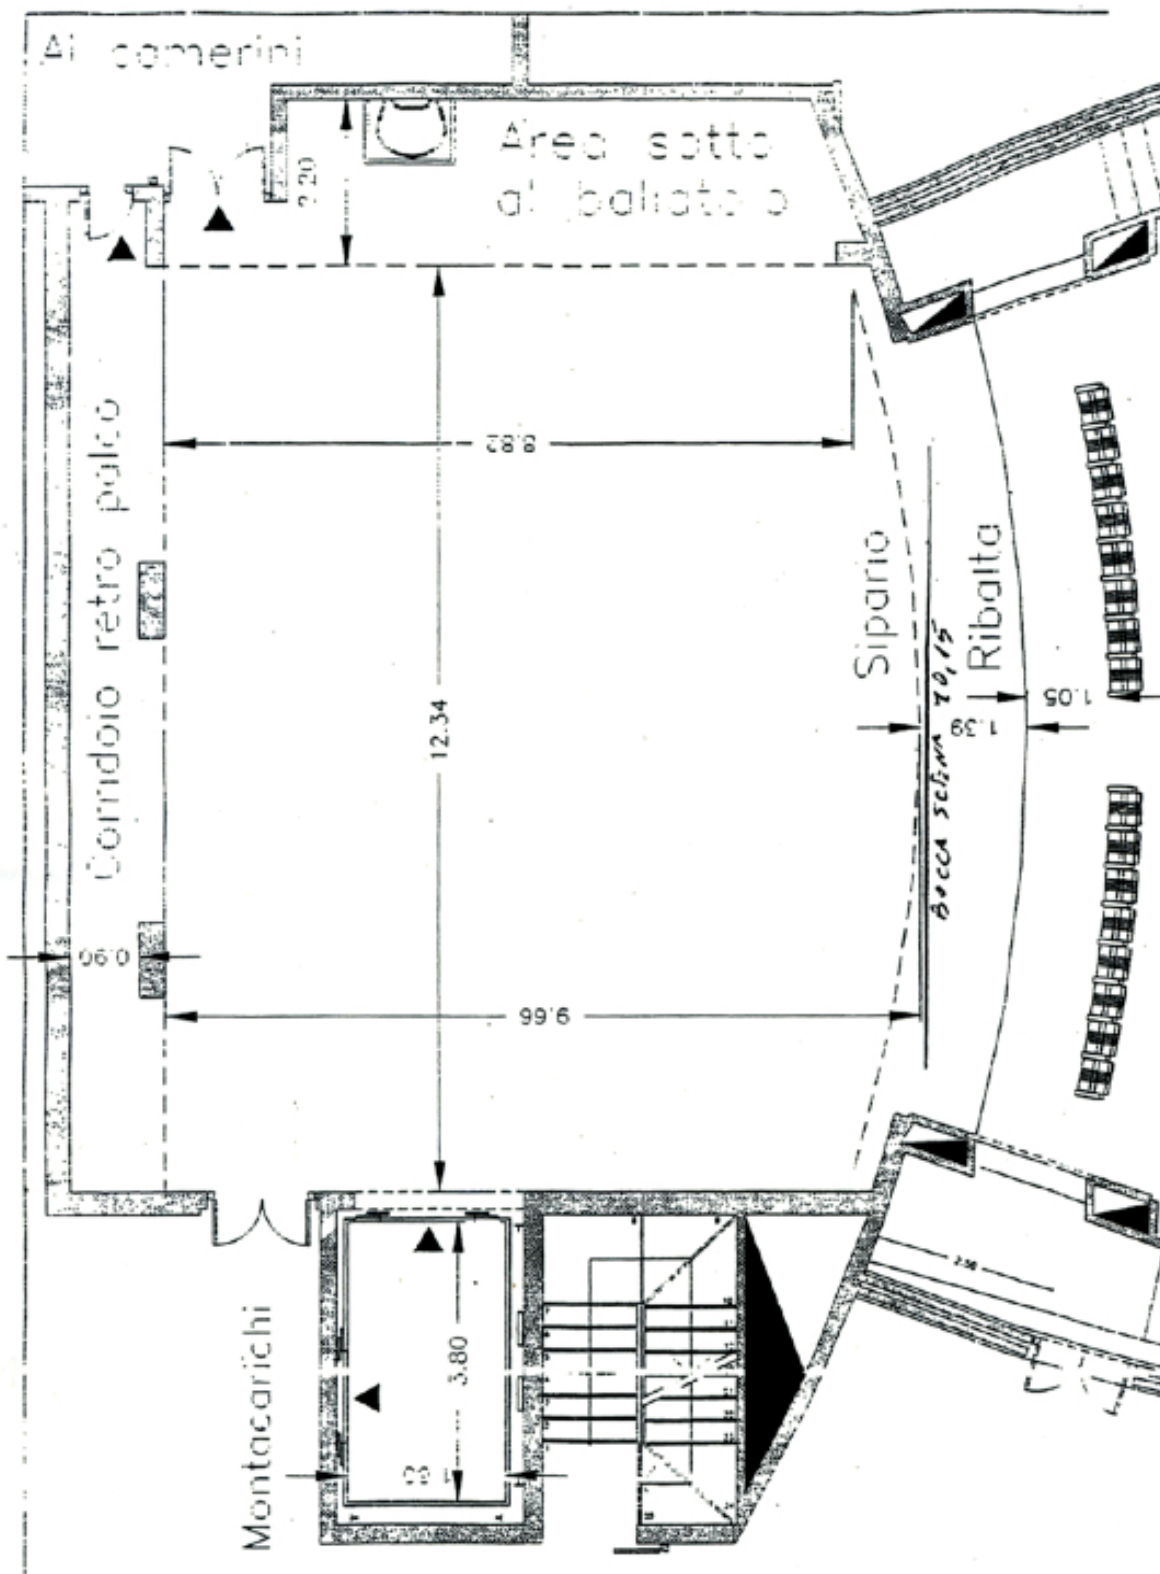 Ai camerini
Area sotto
al ballatoio
2.20
Corridoio retro palco
8.82
12.34
Sipario
Ribalta
BOCCA SCENA 10,15
1.05
1.39
0.90
9.66
Montacarichi
3.80